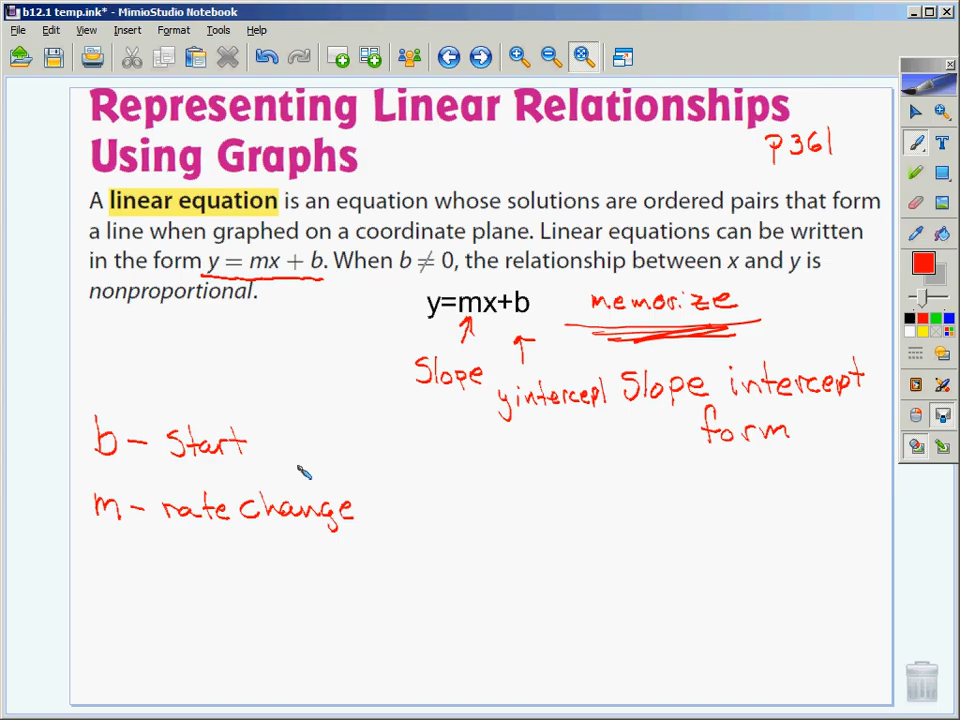 b12.1 temp.ink* - MimioStudio Notebook
File Edit View Insert Format Tools Help
Representing Linear Relationships
Using Graphs
p361
A linear equation is an equation whose solutions are ordered pairs that form
a line when graphed on a coordinate plane. Linear equations can be written
in the form y = mx + b. When b ≠ 0, the relationship between x and y is
nonproportional.
y=mx+b memorize
Slope y intercept Slope intercept
form
b - Start
m - rate change